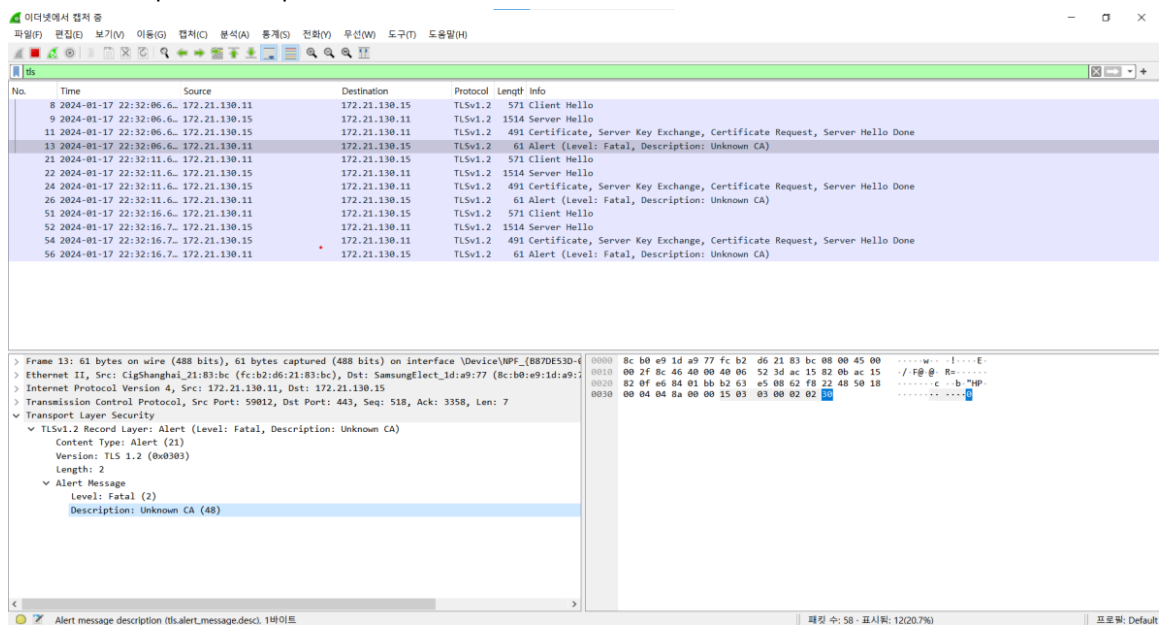 이더넷에서 캡처 중
파일(F) 편집(E) 보기(V) 이동(G) 캡처(C) 분석(A) 통계(S) 전화(Y) 무선(W) 도구(T) 도움말(H)
tls
No. Time Source Destination Protocol Length Info
8 2024-01-17 22:32:06.6… 172.21.130.11 172.21.130.15 TLSv1.2 571 Client Hello
9 2024-01-17 22:32:06.6… 172.21.130.15 172.21.130.11 TLSv1.2 1514 Server Hello
11 2024-01-17 22:32:06.6… 172.21.130.15 172.21.130.11 TLSv1.2 491 Certificate, Server Key Exchange, Certificate Request, Server Hello Done
13 2024-01-17 22:32:06.6… 172.21.130.11 172.21.130.15 TLSv1.2 61 Alert (Level: Fatal, Description: Unknown CA)
21 2024-01-17 22:32:11.6… 172.21.130.11 172.21.130.15 TLSv1.2 571 Client Hello
22 2024-01-17 22:32:11.6… 172.21.130.15 172.21.130.11 TLSv1.2 1514 Server Hello
24 2024-01-17 22:32:11.6… 172.21.130.15 172.21.130.11 TLSv1.2 491 Certificate, Server Key Exchange, Certificate Request, Server Hello Done
26 2024-01-17 22:32:11.6… 172.21.130.11 172.21.130.15 TLSv1.2 61 Alert (Level: Fatal, Description: Unknown CA)
51 2024-01-17 22:32:16.6… 172.21.130.11 172.21.130.15 TLSv1.2 571 Client Hello
52 2024-01-17 22:32:16.7… 172.21.130.15 172.21.130.11 TLSv1.2 1514 Server Hello
54 2024-01-17 22:32:16.7… 172.21.130.15 172.21.130.11 TLSv1.2 491 Certificate, Server Key Exchange, Certificate Request, Server Hello Done
56 2024-01-17 22:32:16.7… 172.21.130.11 172.21.130.15 TLSv1.2 61 Alert (Level: Fatal, Description: Unknown CA)
Frame 13: 61 bytes on wire (488 bits), 61 bytes captured (488 bits) on interface \Device\NPF_{B87DE53D-
Ethernet II, Src: CigShanghai_21:83:bc (fc:b2:d6:21:83:bc), Dst: SamsungElect_1d:a9:77 (8c:b0:e9:1d:a9:7
Internet Protocol Version 4, Src: 172.21.130.11, Dst: 172.21.130.15
Transmission Control Protocol, Src Port: 59012, Dst Port: 443, Seq: 518, Ack: 3358, Len: 7
Transport Layer Security
TLSv1.2 Record Layer: Alert (Level: Fatal, Description: Unknown CA)
Content Type: Alert (21)
Version: TLS 1.2 (0x0303)
Length: 2
Alert Message
Level: Fatal (2)
Description: Unknown CA (48)
0000 8c b0 e9 1d a9 77 fc b2 d6 21 83 bc 08 00 45 00 ·····w·· ·!····E·
0010 00 2f 8c 46 40 00 40 06 52 3d ac 15 82 0b ac 15 ·/·F@·@· R=······
0020 82 0f e6 84 01 bb b2 63 e5 08 62 f8 22 48 50 18 ·······c ··b·"HP·
0030 00 04 04 8a 00 00 15 03 03 00 02 02 30 ········ ····0
Alert message description (tls.alert_message.desc), 1바이트
패킷 수: 58 · 표시됨: 12(20.7%)
프로필: Default